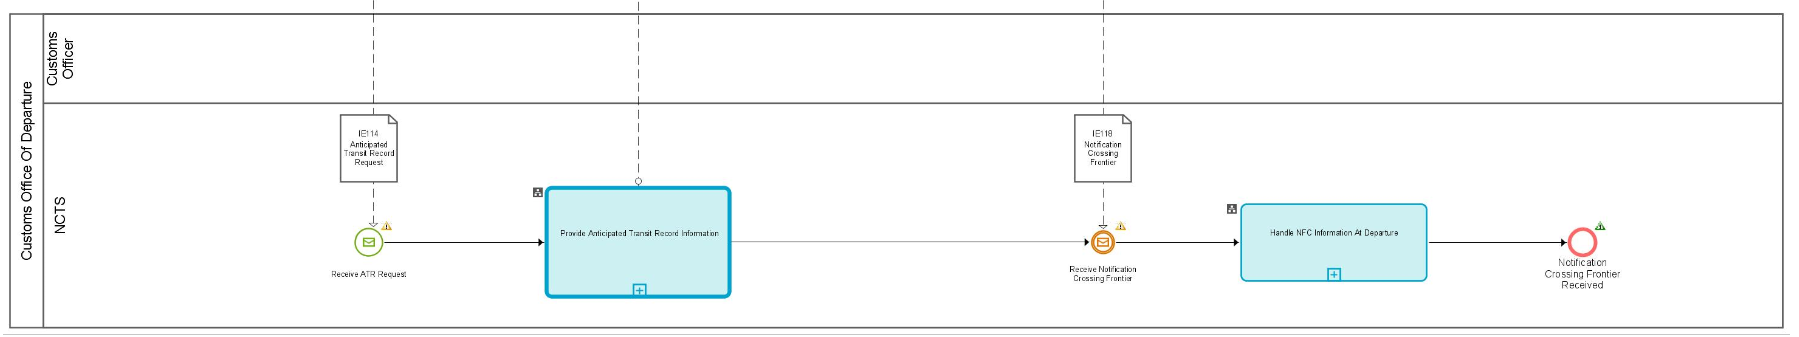 Customs Office Of Departure
Customs
Officer
NCTS
IE114
Anticipated
Transit Record
Request
Receive ATR Request
Provide Anticipated Transit Record Information
IE118
Notification
Crossing
Frontier
Receive Notification
Crossing Frontier
Handle NFC Information At Departure
Notification
Crossing Frontier
Received